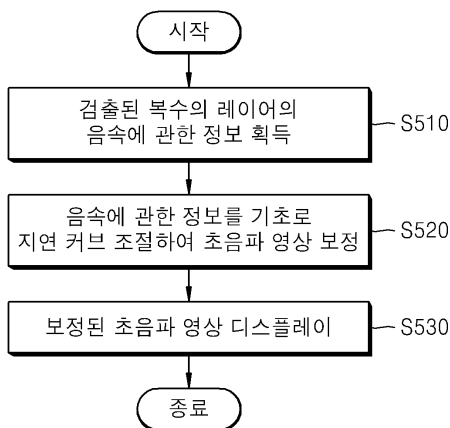 시작
검출된 복수의 레이어의
음속에 관한 정보 획득
S510
음속에 관한 정보를 기초로
지연 커브 조절하여 초음파 영상 보정
S520
보정된 초음파 영상 디스플레이
S530
종료